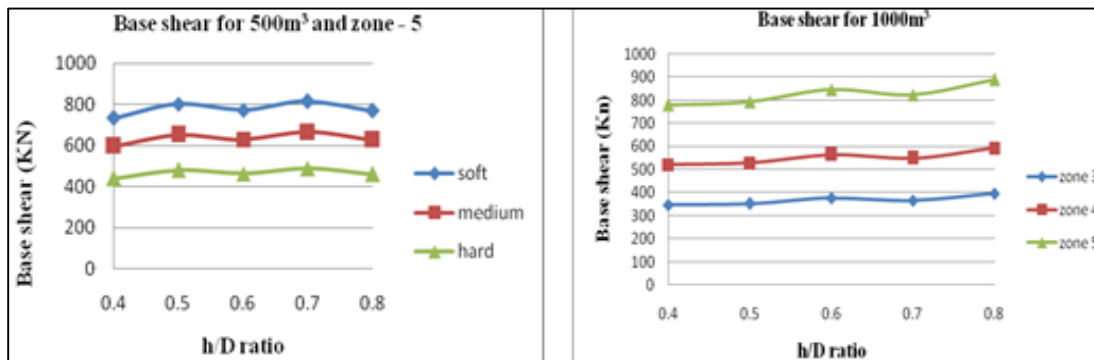 Base shear for 500m³ and zone - 5
Base shear (KN)
1000
800
600
400
200
0
0.4 0.5 0.6 0.7 0.8
h/D ratio
soft
medium
hard
Base shear for 1000m³
Base shear (Kn)
1000
900
800
700
600
500
400
300
200
100
0
0.4 0.5 0.6 0.7 0.8
h/D ratio
zone 3
zone 4
zone 5